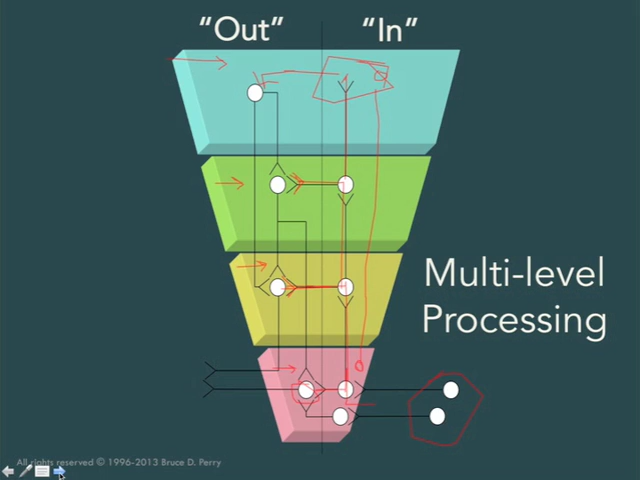 “Out” “In”
Multi-level
Processing
All rights reserved © 1996-2013 Bruce D. Perry